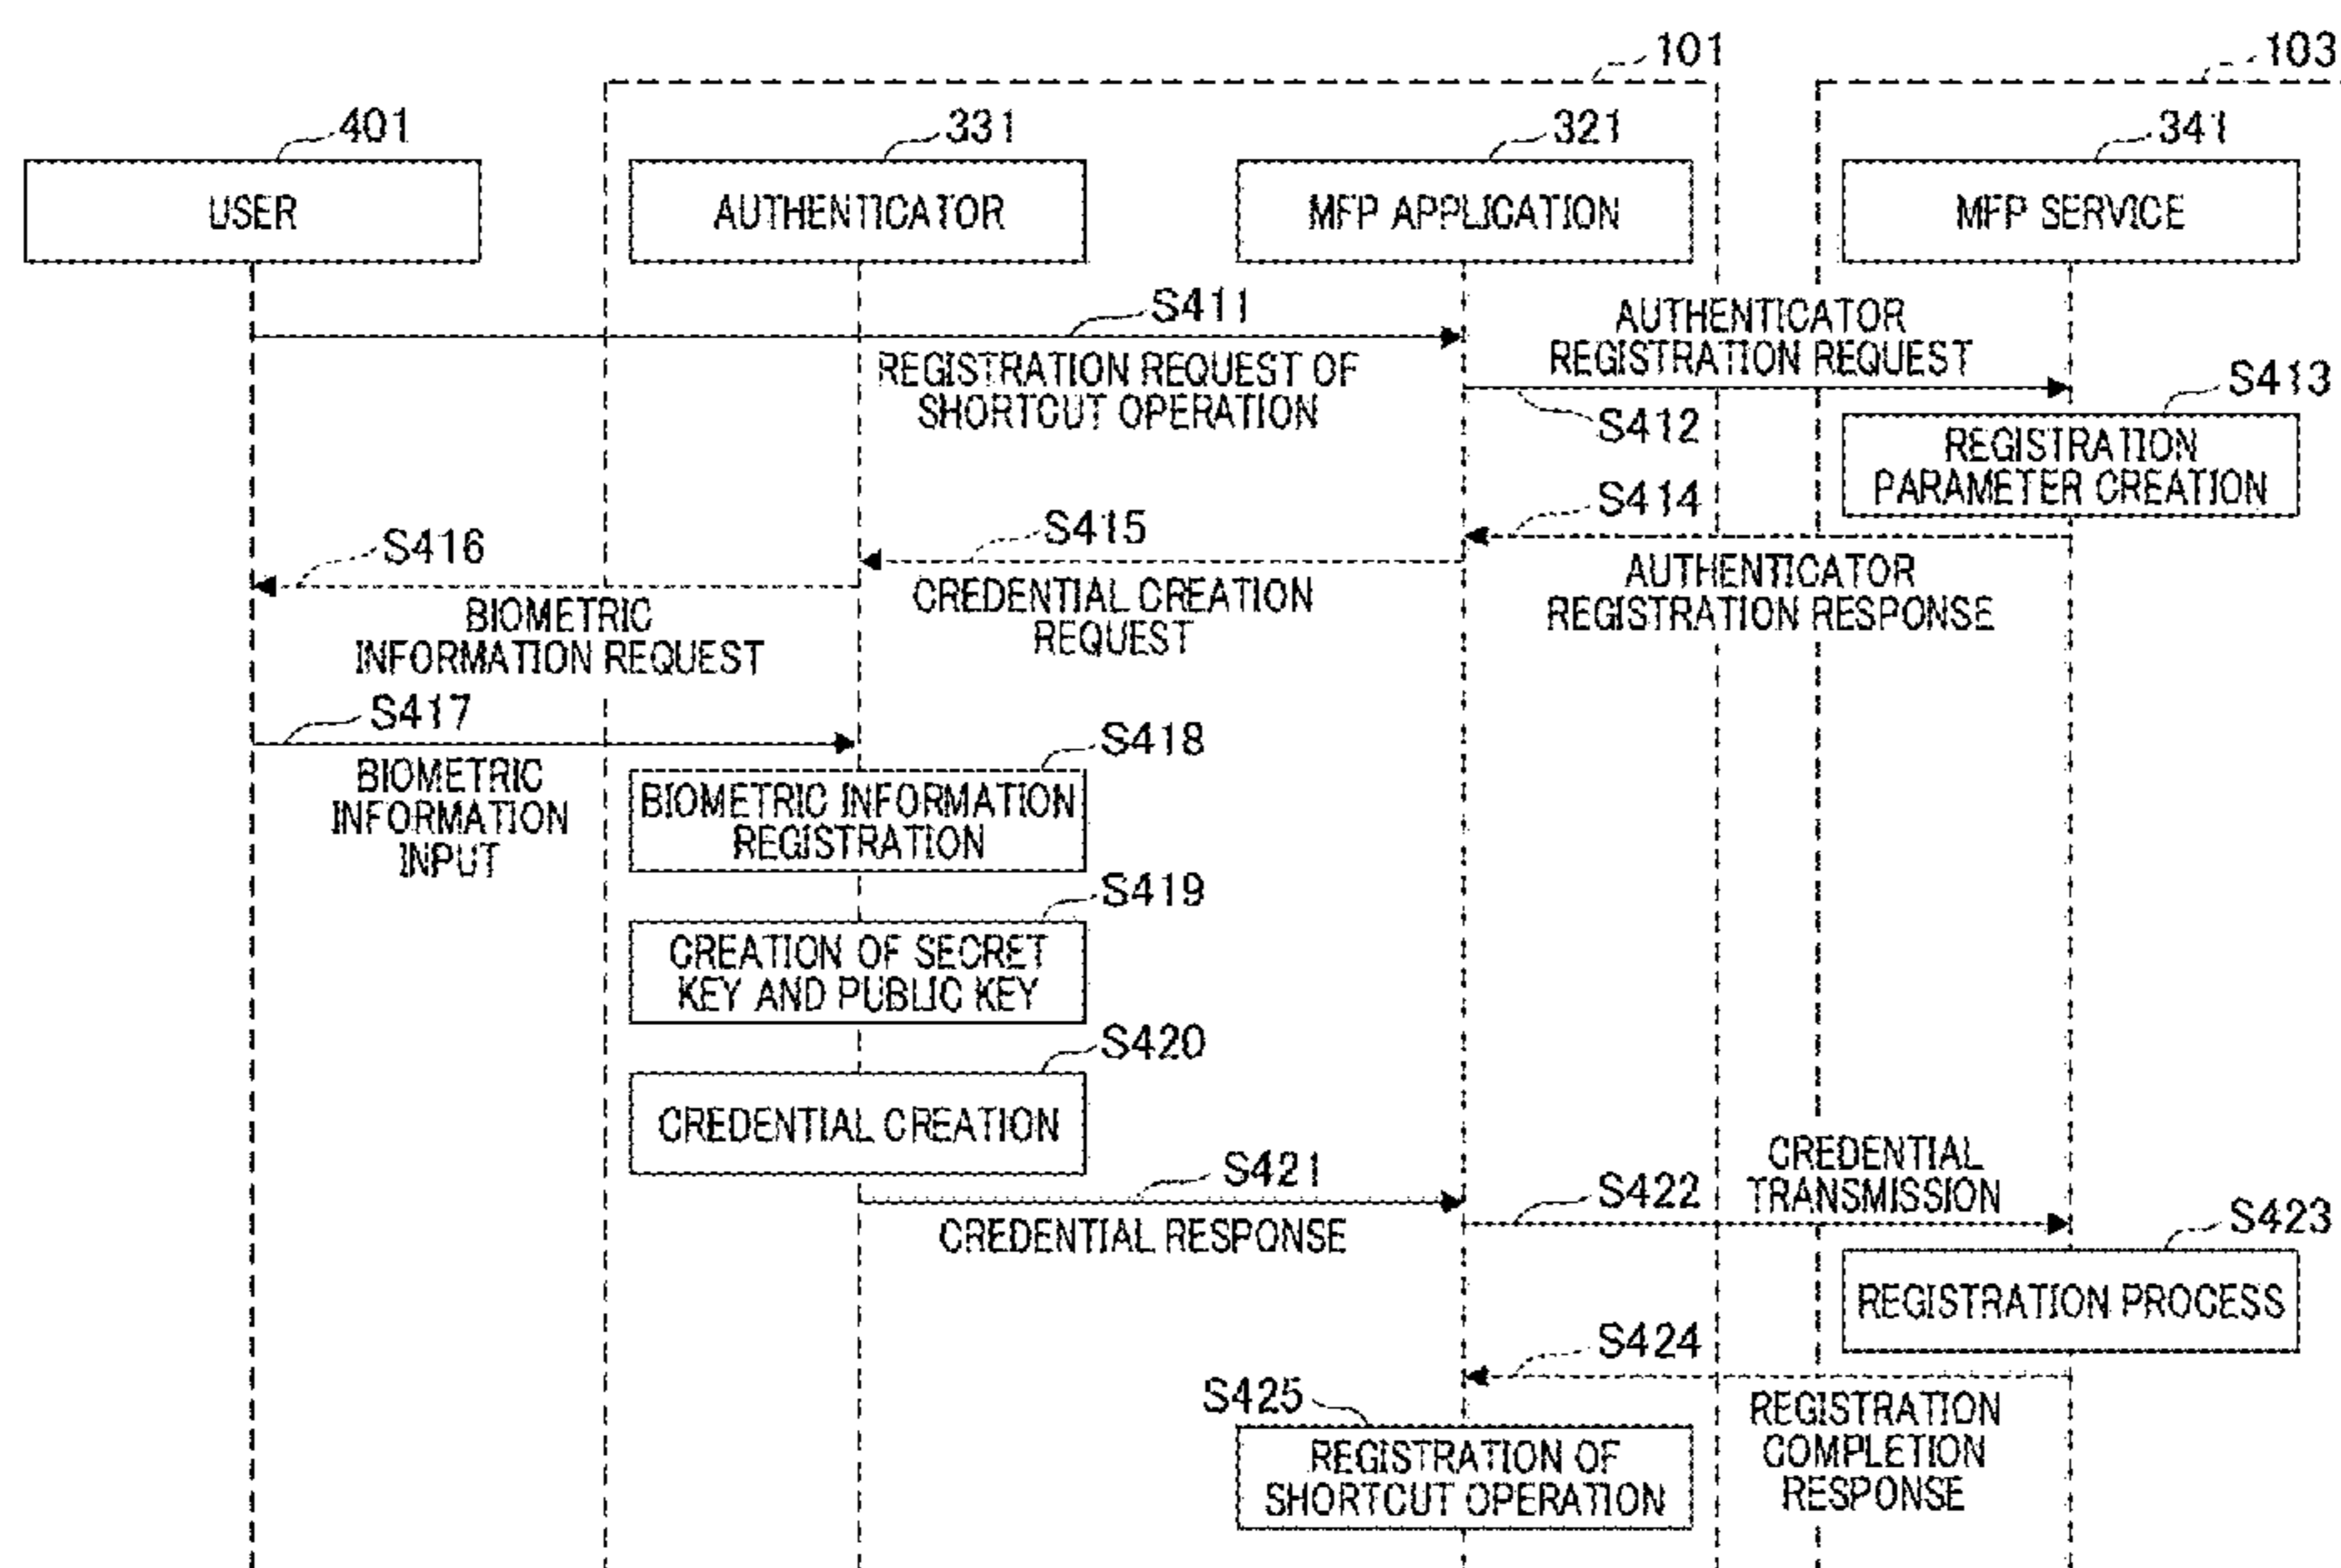 101
103
401
331
321
341
USER
AUTHENTICATOR
MFP APPLICATION
MFP SERVICE
S411
REGISTRATION REQUEST OF
SHORTCUT OPERATION
AUTHENTICATOR
REGISTRATION REQUEST
S412
S413
REGISTRATION
PARAMETER CREATION
S414
AUTHENTICATOR
REGISTRATION RESPONSE
S415
CREDENTIAL CREATION
REQUEST
S416
BIOMETRIC
INFORMATION REQUEST
S417
BIOMETRIC
INFORMATION
INPUT
S418
BIOMETRIC INFORMATION
REGISTRATION
S419
CREATION OF SECRET
KEY AND PUBLIC KEY
S420
CREDENTIAL CREATION
S421
CREDENTIAL RESPONSE
S422
CREDENTIAL
TRANSMISSION
S423
REGISTRATION PROCESS
S424
REGISTRATION
COMPLETION
RESPONSE
S425
REGISTRATION OF
SHORTCUT OPERATION